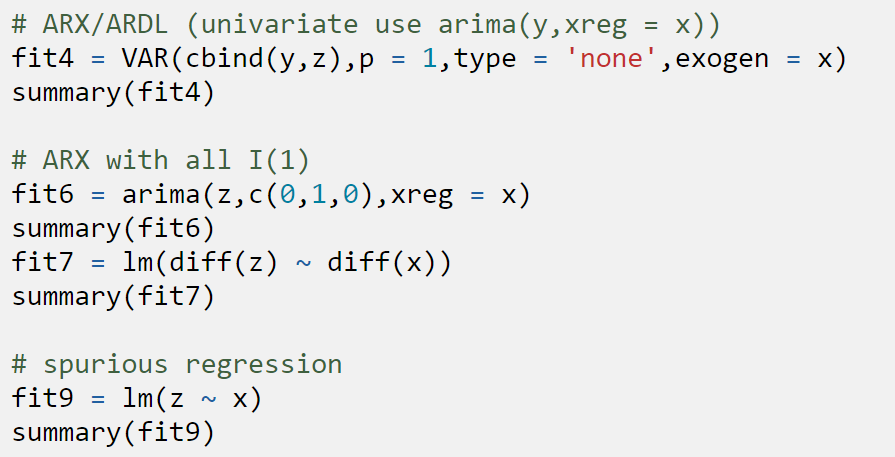 # ARX/ARDL (univariate use arima(y,xreg = x))
fit4 = VAR(cbind(y,z),p = 1,type = 'none',exogen = x)
summary(fit4)
# ARX with all I(1)
fit6 = arima(z,c(0,1,0),xreg = x)
summary(fit6)
fit7 = lm(diff(z) ~ diff(x))
summary(fit7)
# spurious regression
fit9 = lm(z ~ x)
summary(fit9)